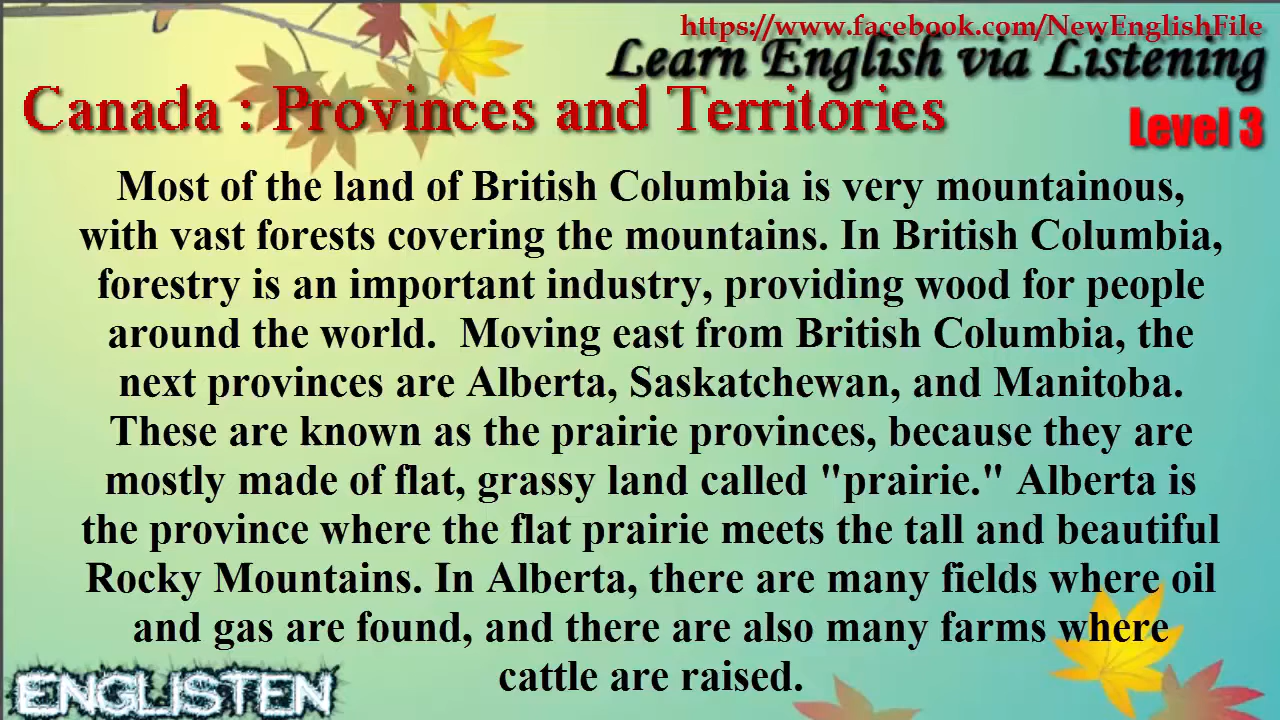 https://www.facebook.com/NewEnglishFile
Learn English via Listening
Canada : Provinces and Territories
Level 3
Most of the land of British Columbia is very mountainous,
with vast forests covering the mountains. In British Columbia,
forestry is an important industry, providing wood for people
around the world.  Moving east from British Columbia, the
next provinces are Alberta, Saskatchewan, and Manitoba.
These are known as the prairie provinces, because they are
mostly made of flat, grassy land called "prairie." Alberta is
the province where the flat prairie meets the tall and beautiful
Rocky Mountains. In Alberta, there are many fields where oil
and gas are found, and there are also many farms where
cattle are raised.
ENGLISTEN